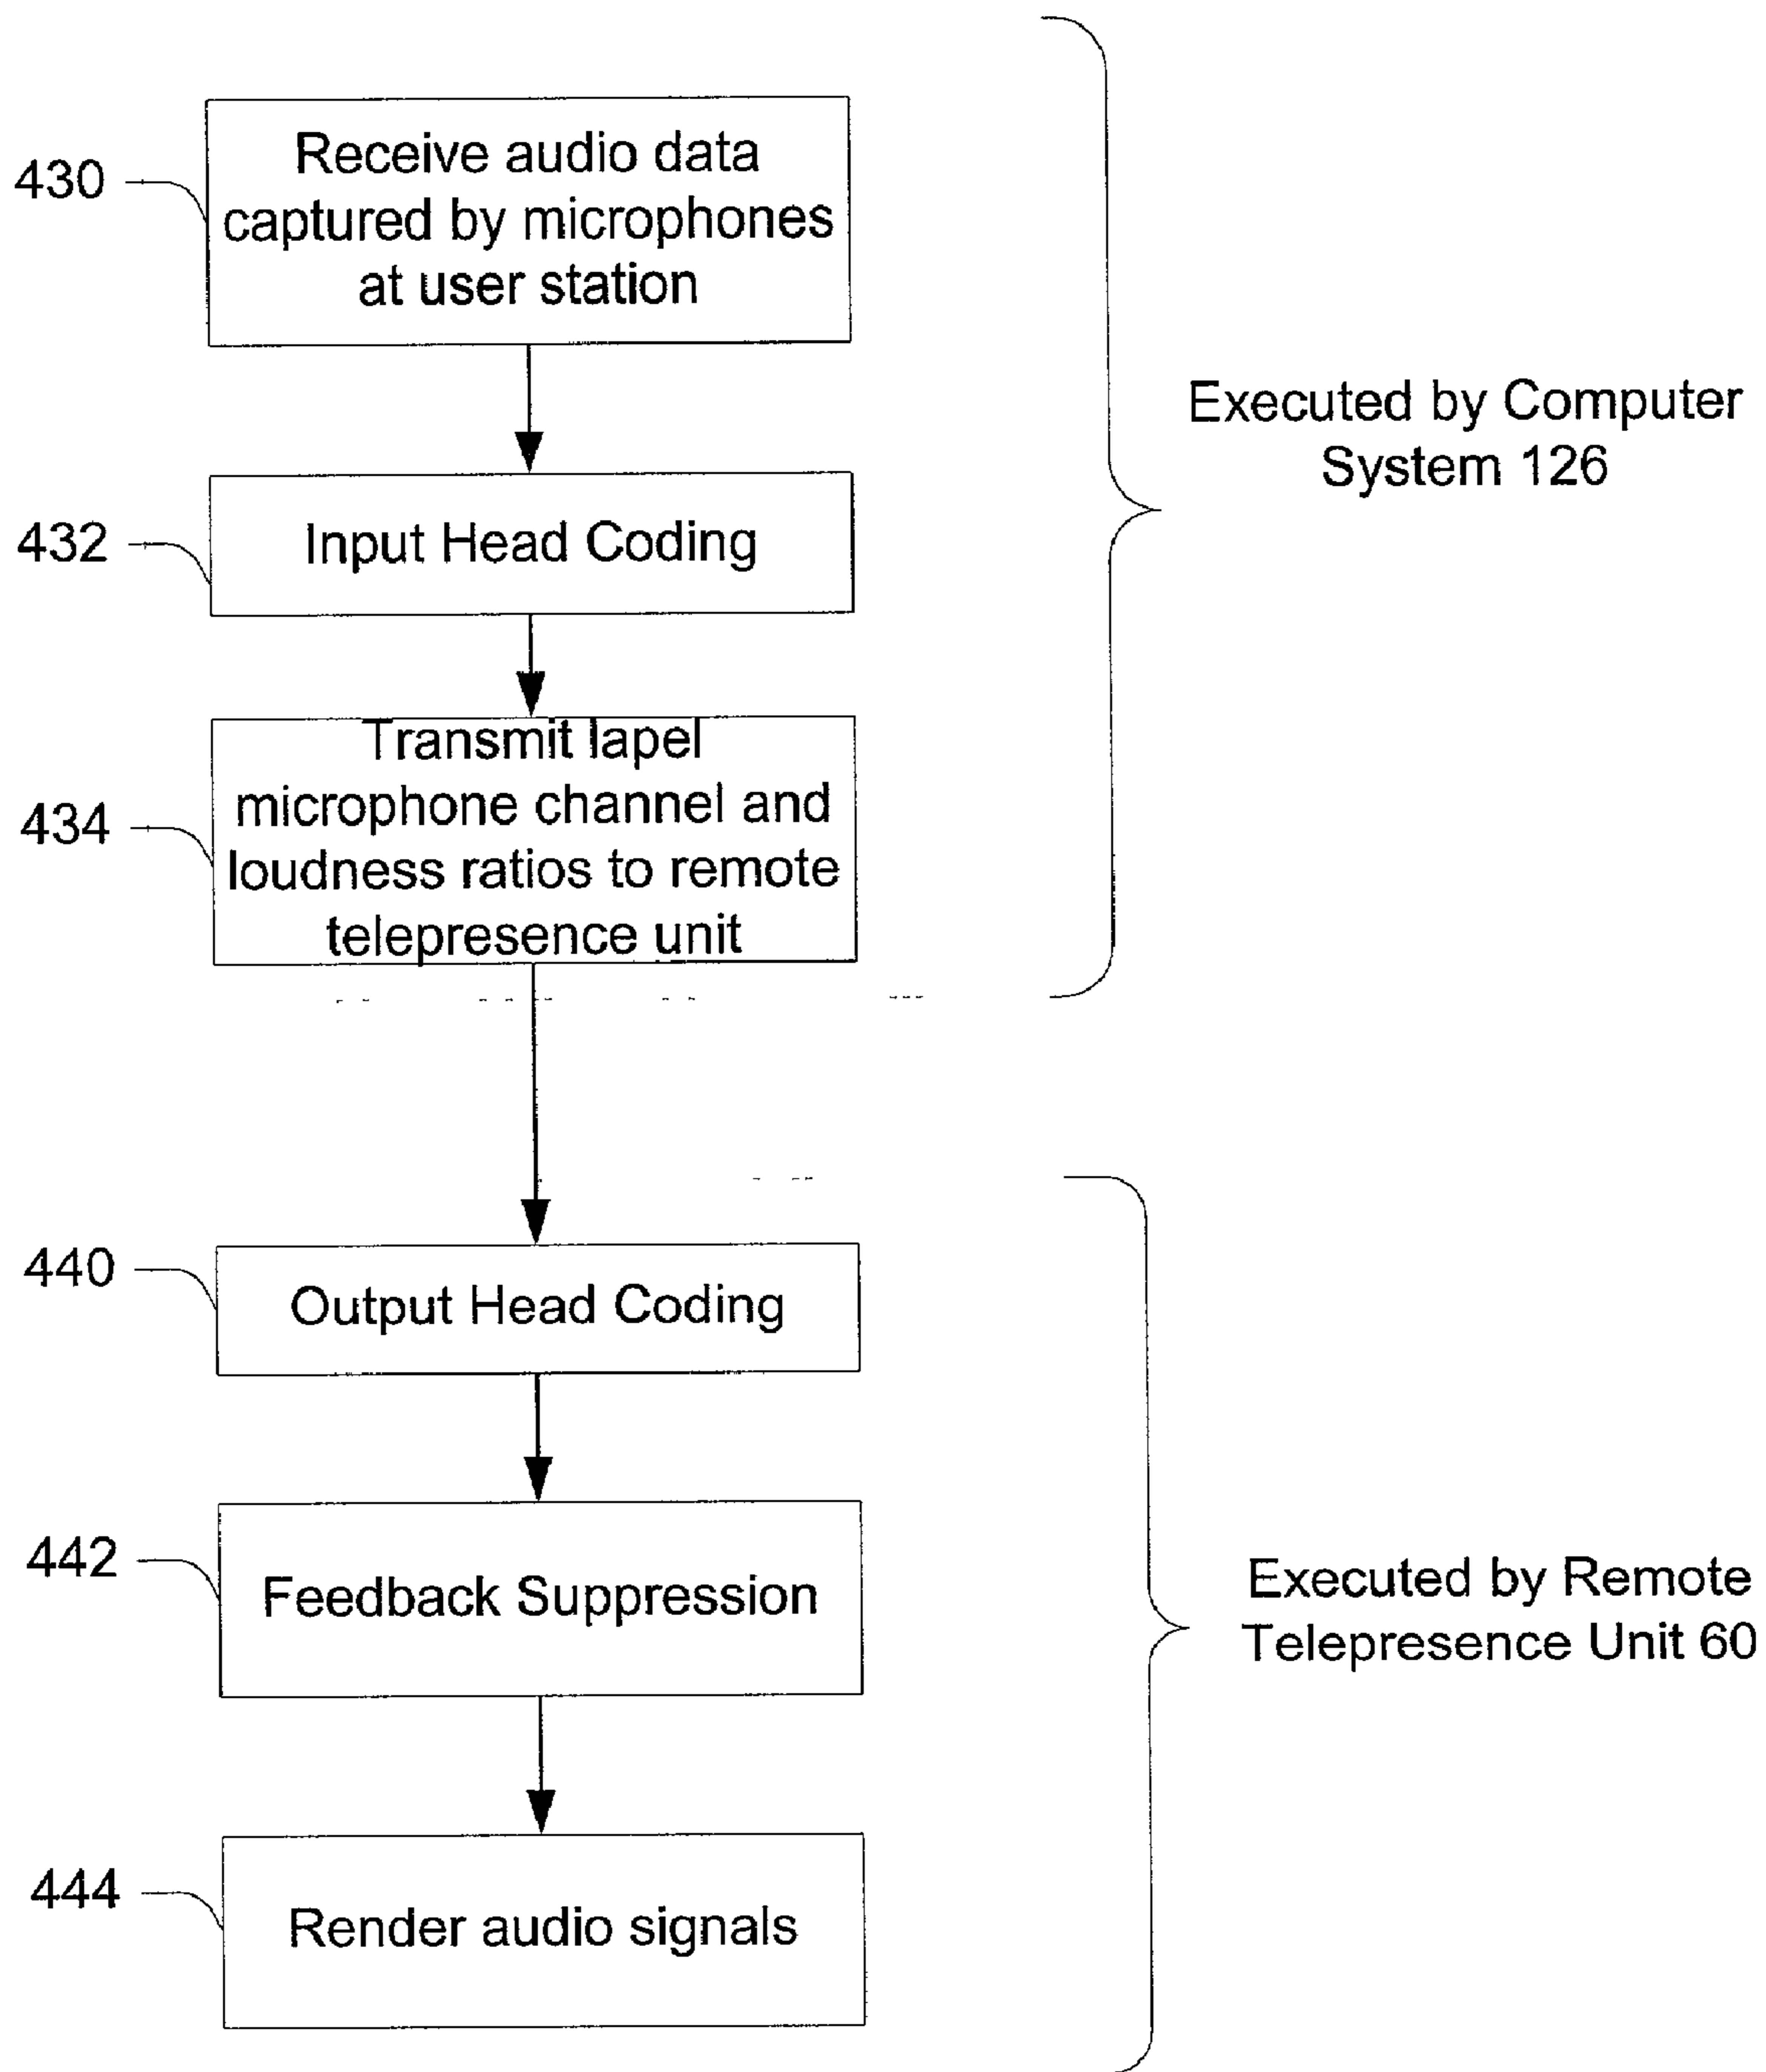 430
Receive audio data
captured by microphones
at user station
432
Input Head Coding
434
Transmit lapel
microphone channel and
loudness ratios to remote
telepresence unit
Executed by Computer
System 126
440
Output Head Coding
442
Feedback Suppression
444
Render audio signals
Executed by Remote
Telepresence Unit 60